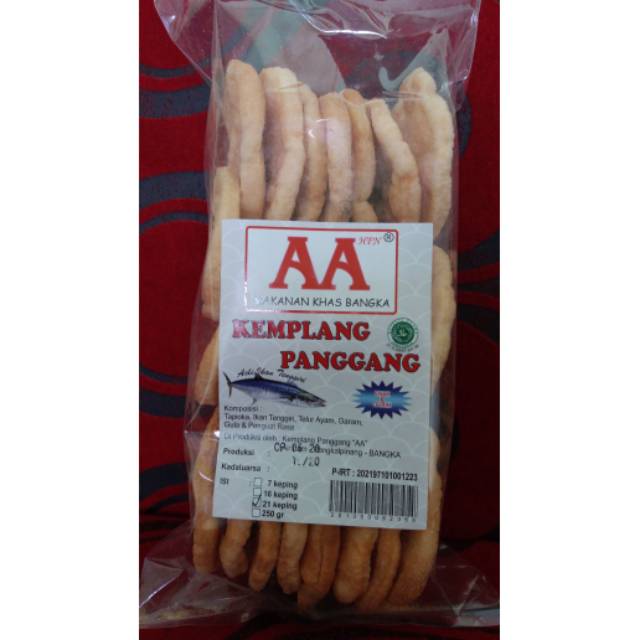 AA HFN ®
MAKANAN KHAS BANGKA
KEMPLANG
PANGGANG
Asli Ikan Tenggiri
Komposisi :
Tapioka, Ikan Tenggiri, Telur Ayam, Garam,
Gula & Penguat Rasa
Di Produksi oleh : Kemplang Panggang "AA"
Pangkalpinang - BANGKA
Produksi :
Kadaluarsa :
P-IRT : 202197101001223
ISI :
7 keping
16 keping
21 keping
250 gr